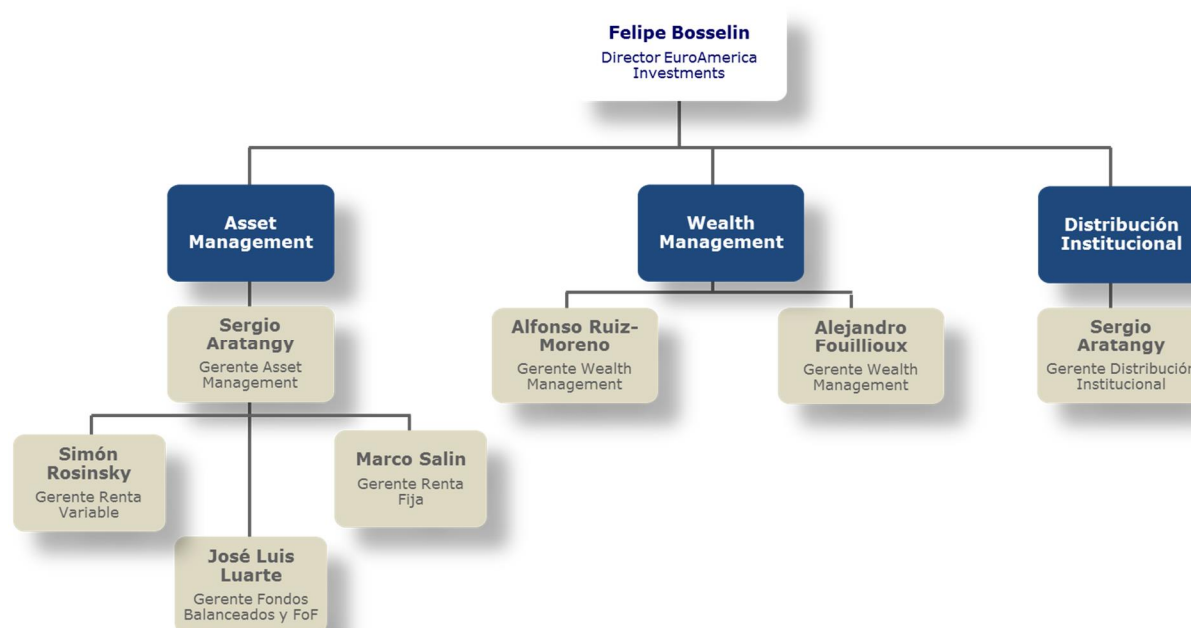 Felipe Bosselin
Director EuroAmerica
Investments
Asset
Management
Wealth
Management
Distribución
Institucional
Sergio
Aratangy
Gerente Asset
Management
Alfonso Ruiz-
Moreno
Gerente Wealth
Management
Alejandro
Fouillioux
Gerente Wealth
Management
Sergio
Aratangy
Gerente Distribución
Institucional
Simón
Rosinsky
Gerente Renta
Variable
Marco Salin
Gerente Renta
Fija
José Luis
Luarte
Gerente Fondos
Balanceados y FoF